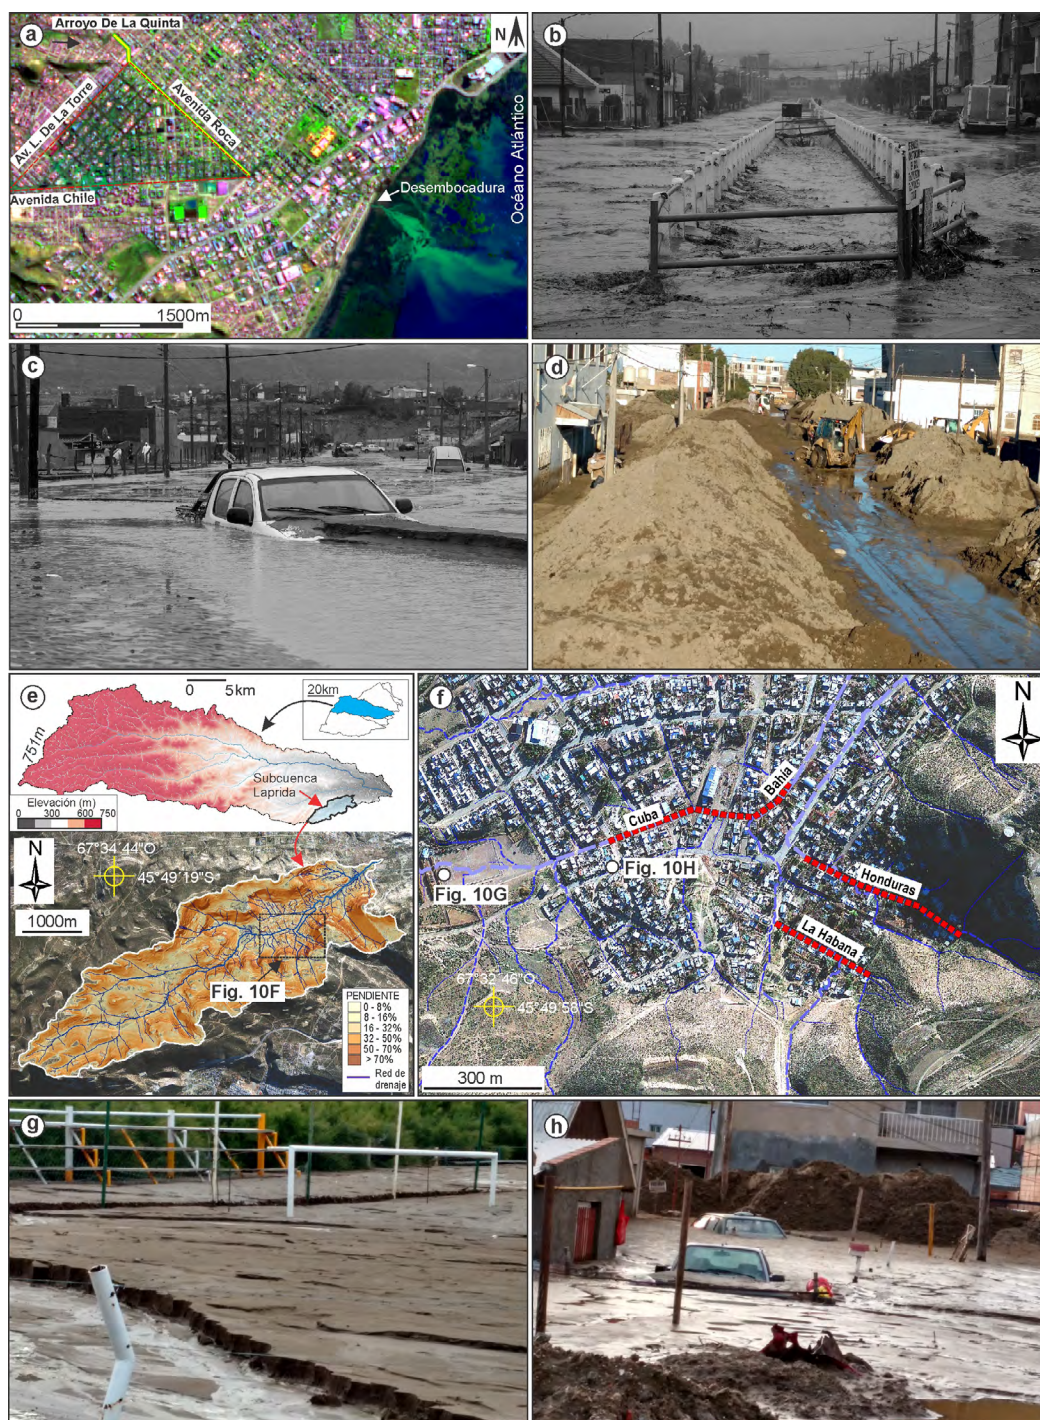 a
Arroyo De La Quinta
N
Av. L. De La Torre
Avenida Roca
Avenida Chile
Desembocadura
Océano Atlántico
0 1500m
b
c
d
e
0 5km
20km
751m
Subcuenca
Laprida
Elevación (m)
0 300 600 750
N
67°34'44"O
45°49'19"S
1000m
Fig. 10F
PENDIENTE
0 - 8%
8 - 16%
16 - 32%
32 - 50%
50 - 70%
> 70%
Red de
drenaje
f
N
Cuba
Bahía
Fig. 10G
Fig. 10H
Honduras
La Habana
67°32'46"O
45°49'58"S
300 m
g
h